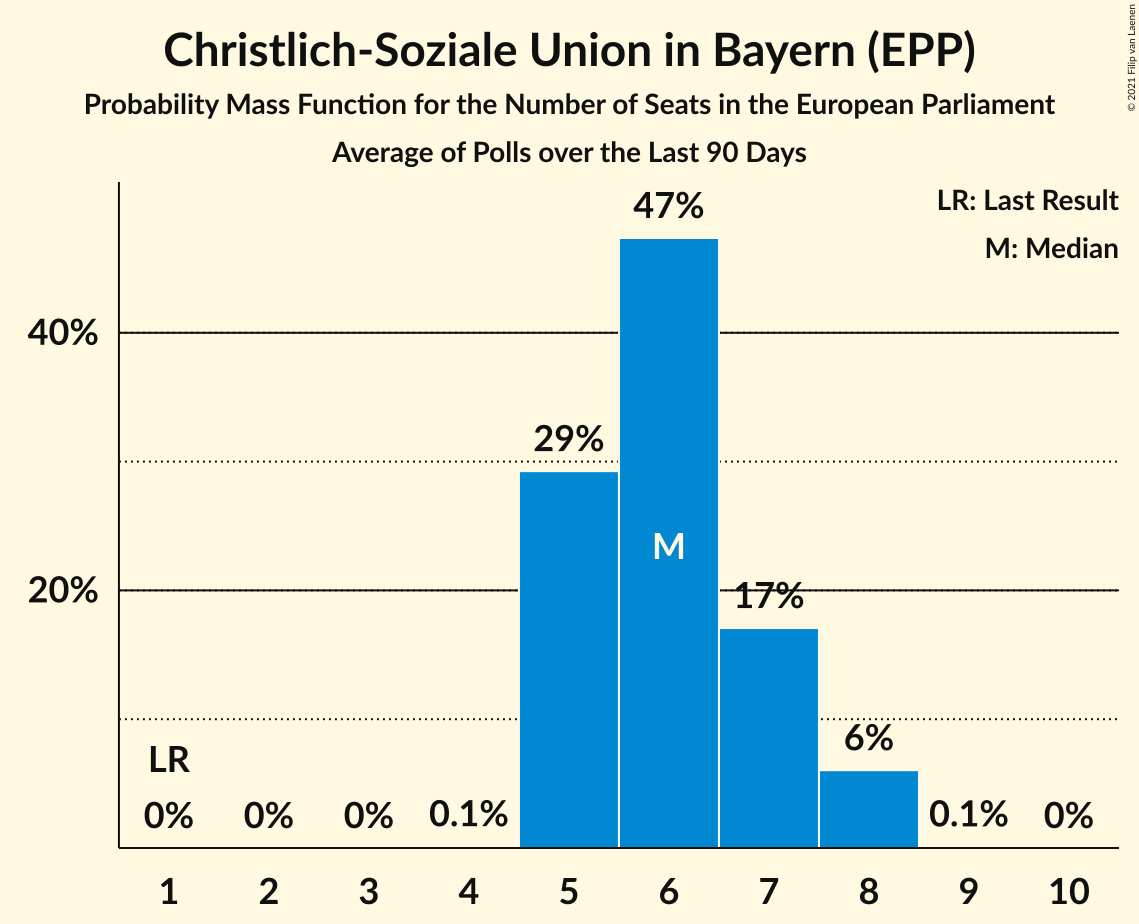 Christlich-Soziale Union in Bayern (EPP)
Probability Mass Function for the Number of Seats in the European Parliament
Average of Polls over the Last 90 Days
© 2021 Filip van Laenen
LR: Last Result
M: Median
47%
40%
29%
M
20%
17%
6%
LR
0% 0% 0% 0.1% 0.1% 0%
1 2 3 4 5 6 7 8 9 10